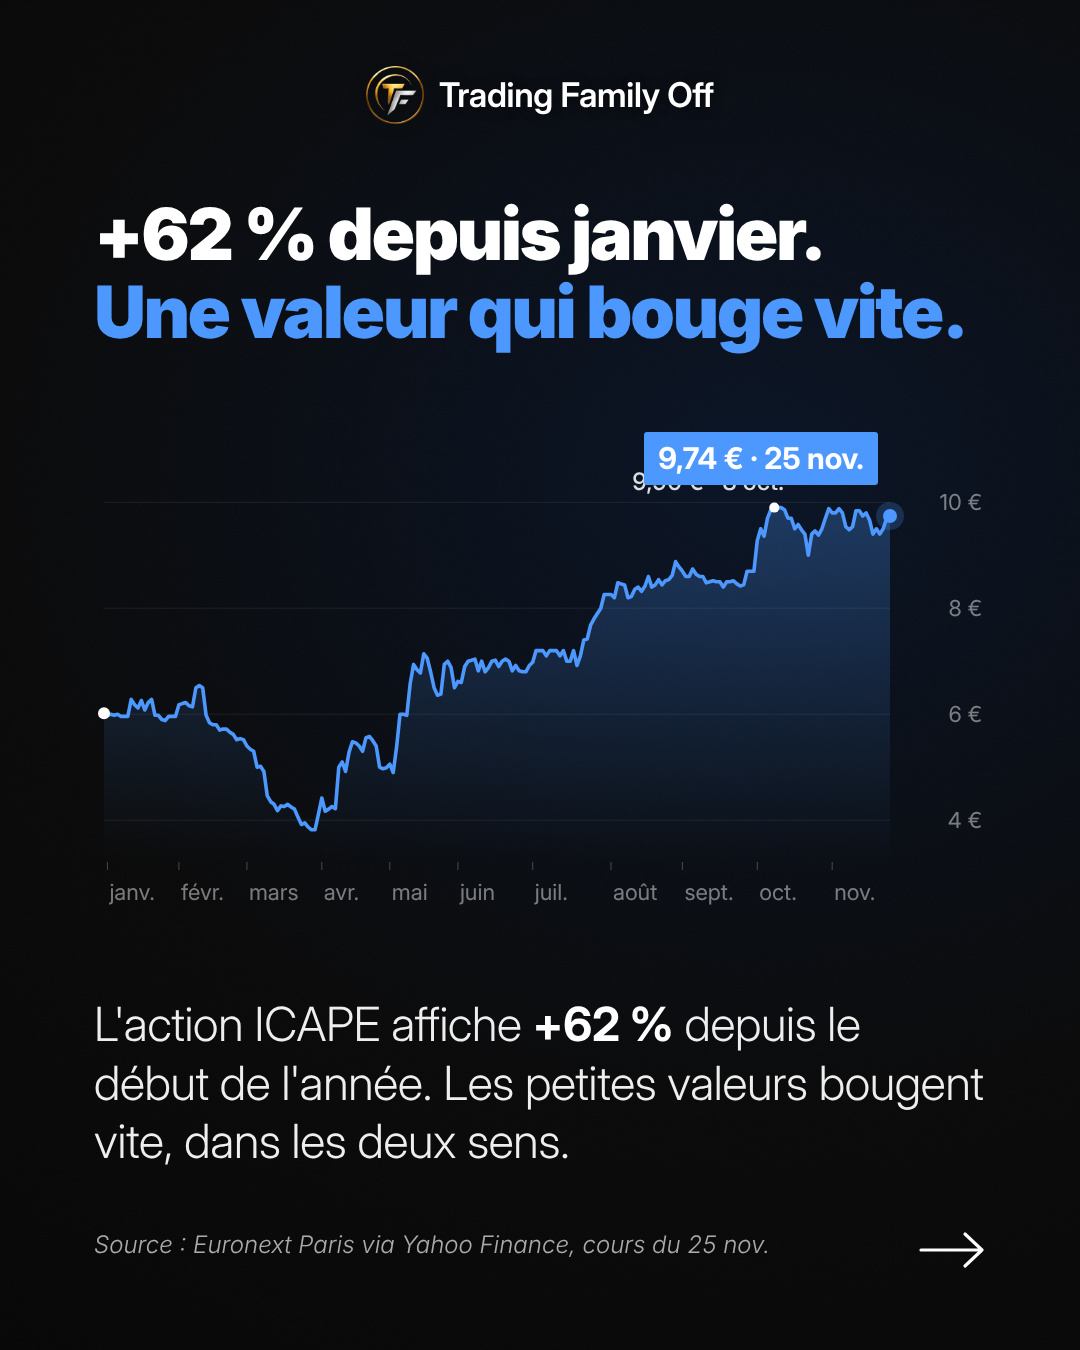 Trading Family Off
+62 % depuis janvier.
Une valeur qui bouge vite.
9,74 € · 25 nov.
10 €
8 €
6 €
4 €
janv. févr. mars avr. mai juin juil. août sept. oct. nov.
L'action ICAPE affiche +62 % depuis le
début de l'année. Les petites valeurs bougent
vite, dans les deux sens.
Source : Euronext Paris via Yahoo Finance, cours du 25 nov.